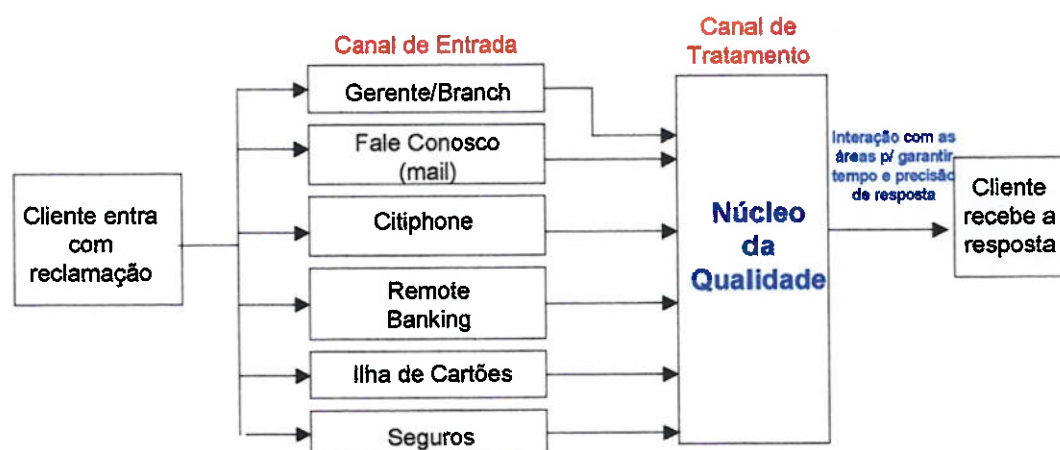 Canal de Entrada
Canal de
Tratamento
Cliente entra
com
reclamação
Gerente/Branch
Fale Conosco
(mail)
Citiphone
Remote
Banking
Ilha de Cartões
Seguros
Núcleo
da
Qualidade
Interação com as
áreas p/ garantir
tempo e precisão
de resposta
Cliente
recebe a
resposta